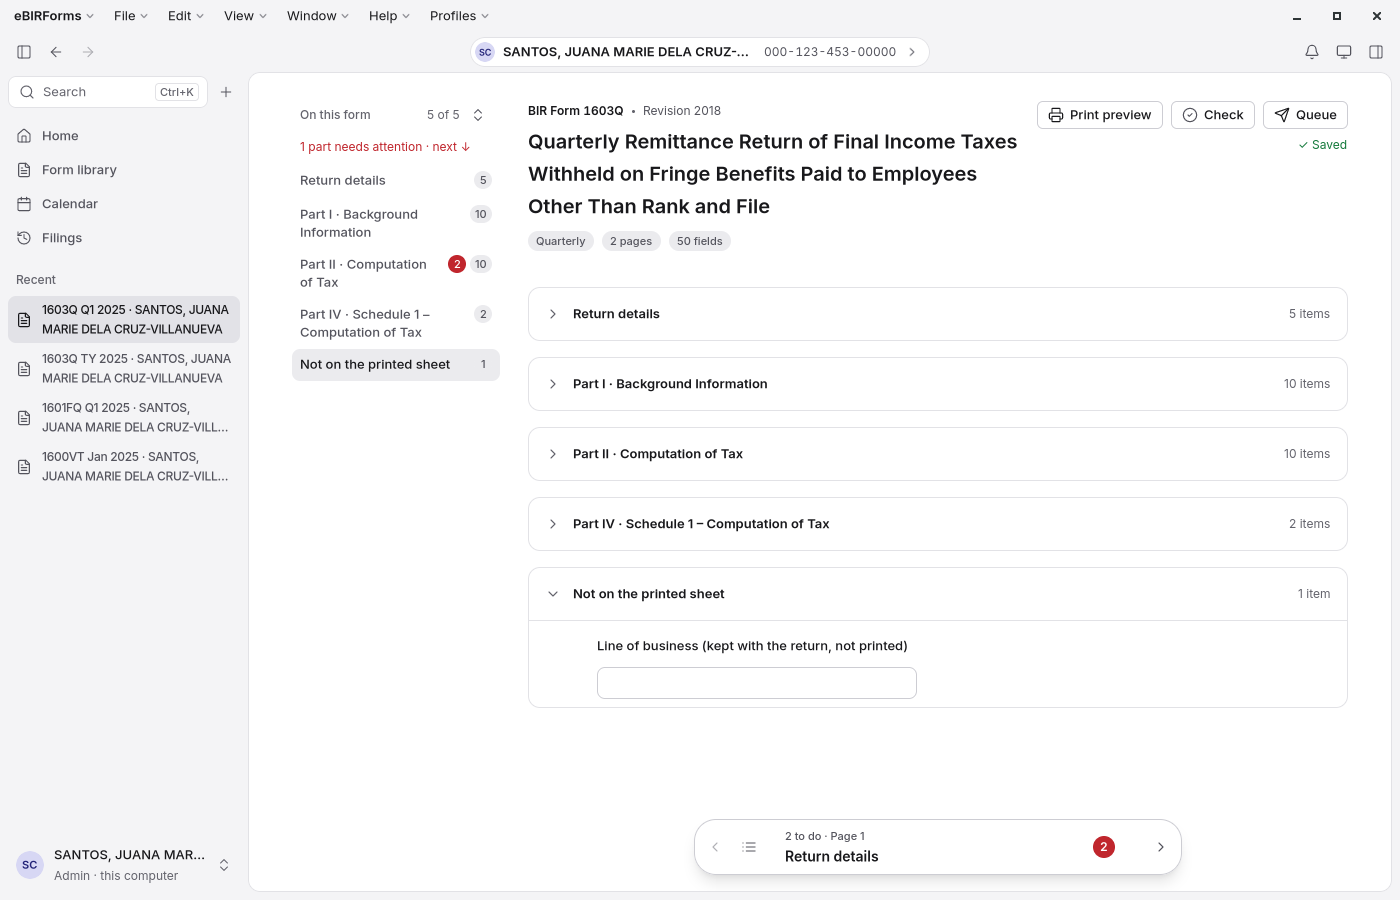 eBIRForms File Edit View Window Help Profiles
SC SANTOS, JUANA MARIE DELA CRUZ-... 000-123-453-00000
Search Ctrl+K
Home
Form library
Calendar
Filings
Recent
1603Q Q1 2025 · SANTOS, JUANA
MARIE DELA CRUZ-VILLANUEVA
1603Q TY 2025 · SANTOS, JUANA
MARIE DELA CRUZ-VILLANUEVA
1601FQ Q1 2025 · SANTOS,
JUANA MARIE DELA CRUZ-VILL...
1600VT Jan 2025 · SANTOS,
JUANA MARIE DELA CRUZ-VILL...
SC SANTOS, JUANA MAR...
Admin · this computer
On this form 5 of 5
1 part needs attention · next ↓
Return details 5
Part I · Background
Information
10
Part II · Computation
of Tax
2 10
Part IV · Schedule 1 –
Computation of Tax
2
Not on the printed sheet 1
BIR Form 1603Q • Revision 2018
Quarterly Remittance Return of Final Income Taxes
Withheld on Fringe Benefits Paid to Employees
Other Than Rank and File
Quarterly 2 pages 50 fields
Print preview Check Queue
✓ Saved
Return details 5 items
Part I · Background Information 10 items
Part II · Computation of Tax 10 items
Part IV · Schedule 1 – Computation of Tax 2 items
Not on the printed sheet 1 item
Line of business (kept with the return, not printed)
2 to do · Page 1
Return details
2